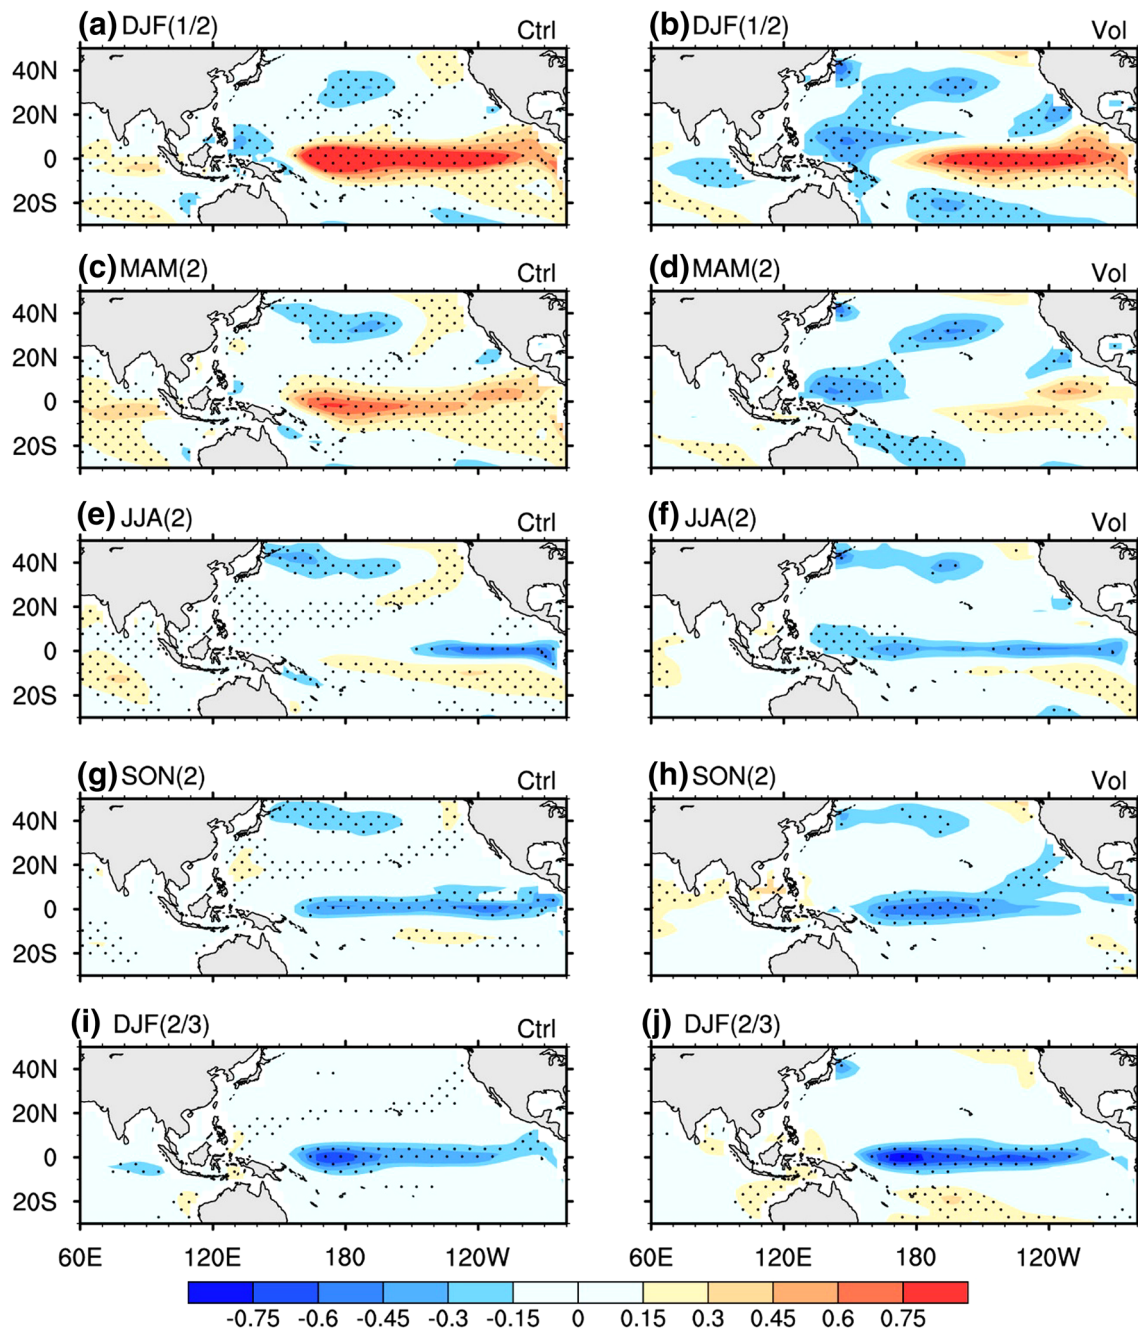 (a) DJF(1/2) Ctrl
(b) DJF(1/2) Vol
40N
20N
0
20S
(c) MAM(2) Ctrl
(d) MAM(2) Vol
40N
20N
0
20S
(e) JJA(2) Ctrl
(f) JJA(2) Vol
40N
20N
0
20S
(g) SON(2) Ctrl
(h) SON(2) Vol
40N
20N
0
20S
(i) DJF(2/3) Ctrl
(j) DJF(2/3) Vol
40N
20N
0
20S
60E 120E 180 120W
60E 120E 180 120W
-0.75 -0.6 -0.45 -0.3 -0.15 0 0.15 0.3 0.45 0.6 0.75